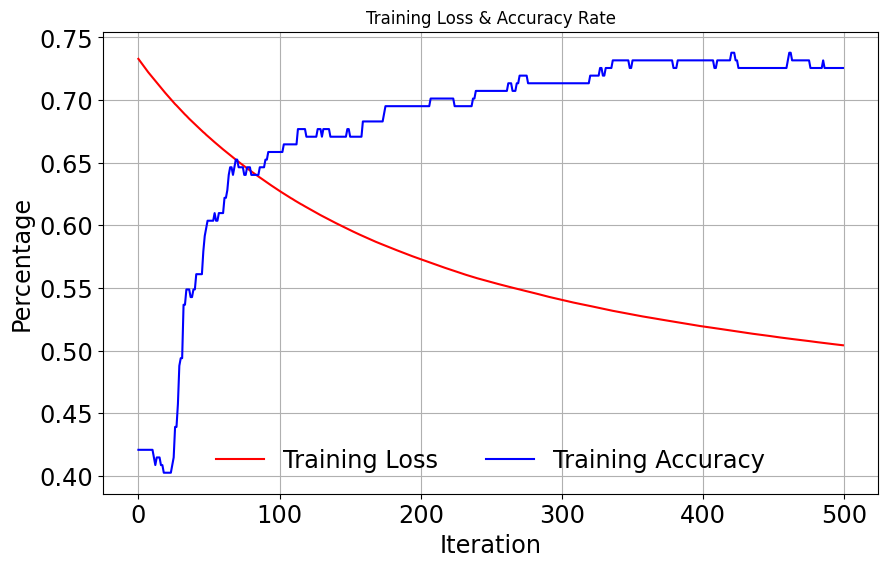 Training Loss & Accuracy Rate
0.75
0.70
0.65
0.60
0.55
0.50
0.45
0.40
Percentage
Training Loss Training Accuracy
0 100 200 300 400 500
Iteration